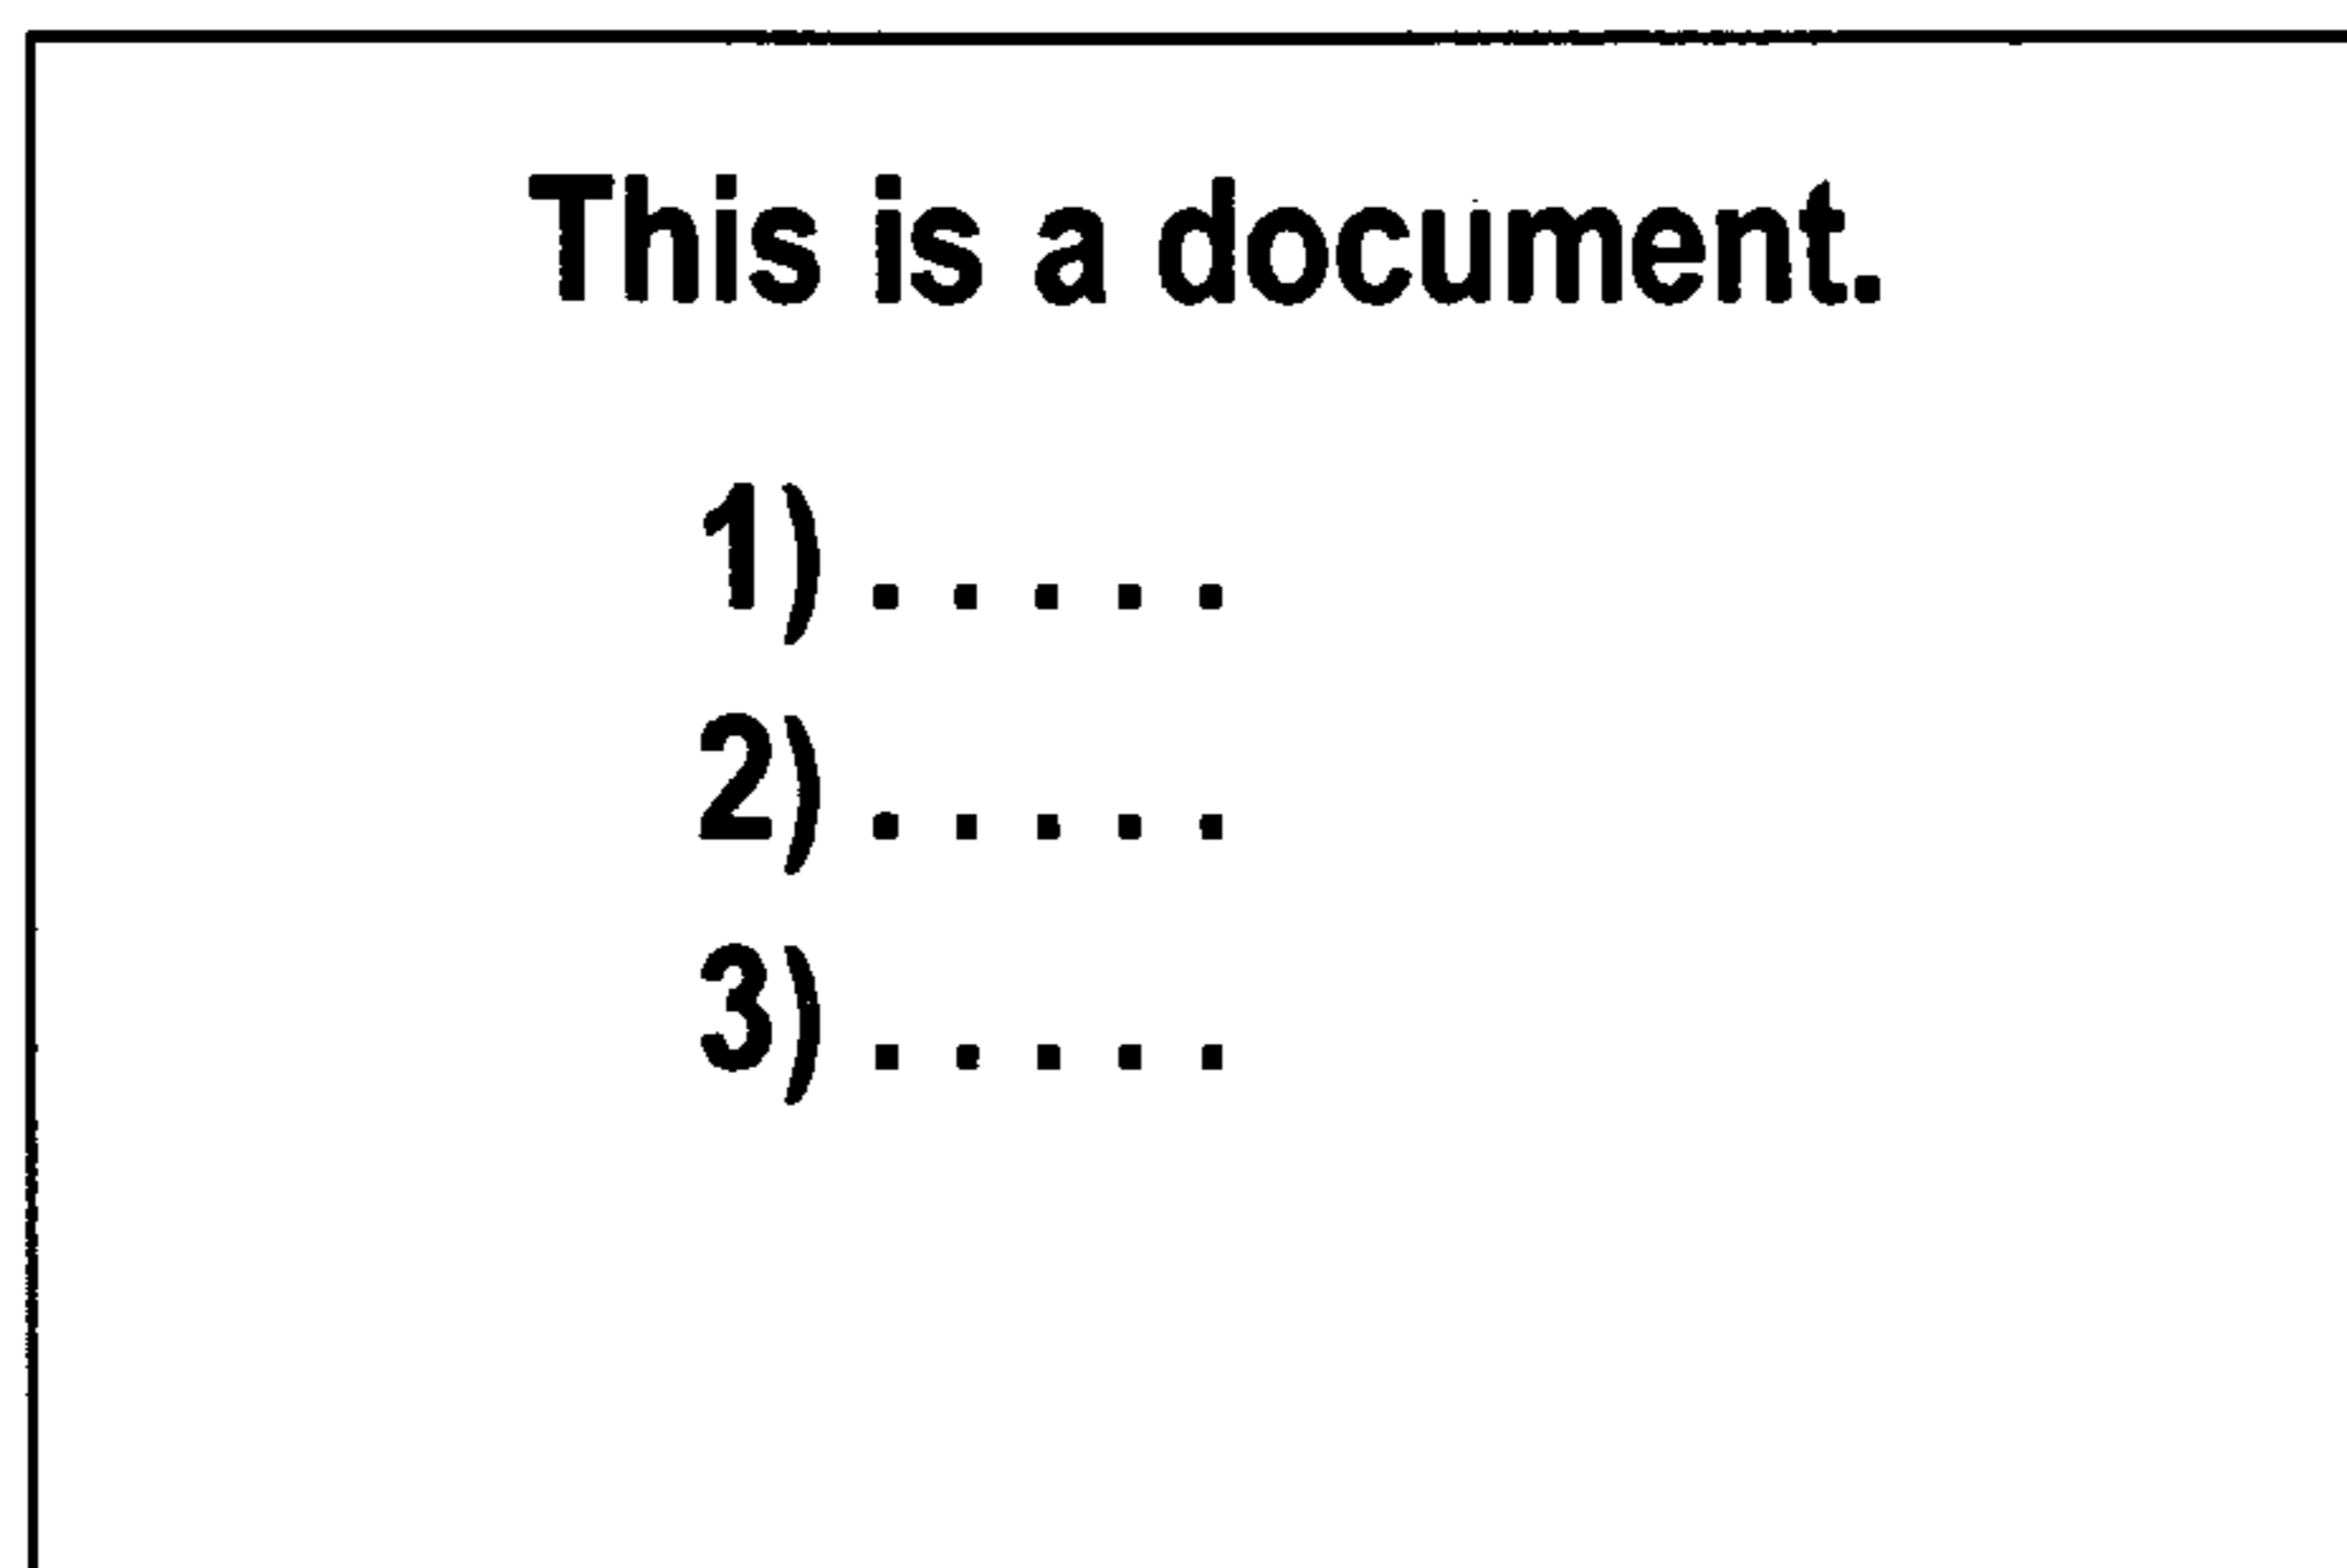 This is a document.
1) . . . . .
2) . . . . .
3) . . . . .